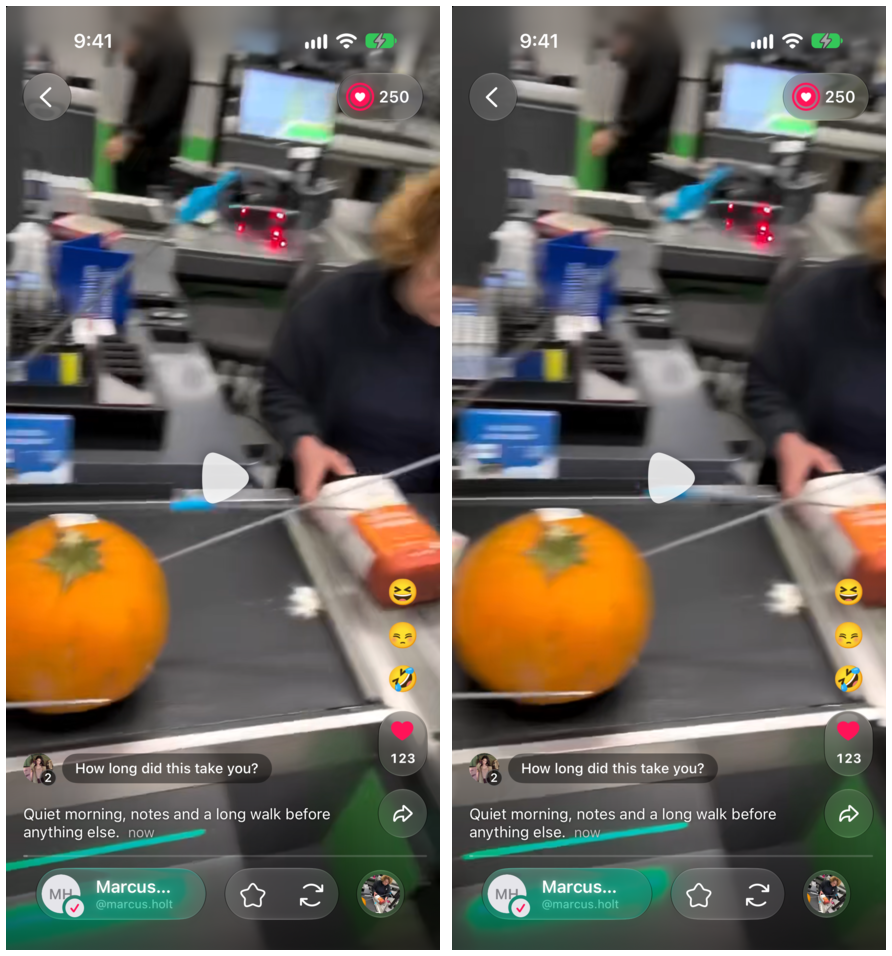 9:41
250
How long did this take you?
2
123
Quiet morning, notes and a long walk before
anything else. now
MH
Marcus...
@marcus.holt
9:41
250
How long did this take you?
2
123
Quiet morning, notes and a long walk before
anything else. now
MH
Marcus...
@marcus.holt